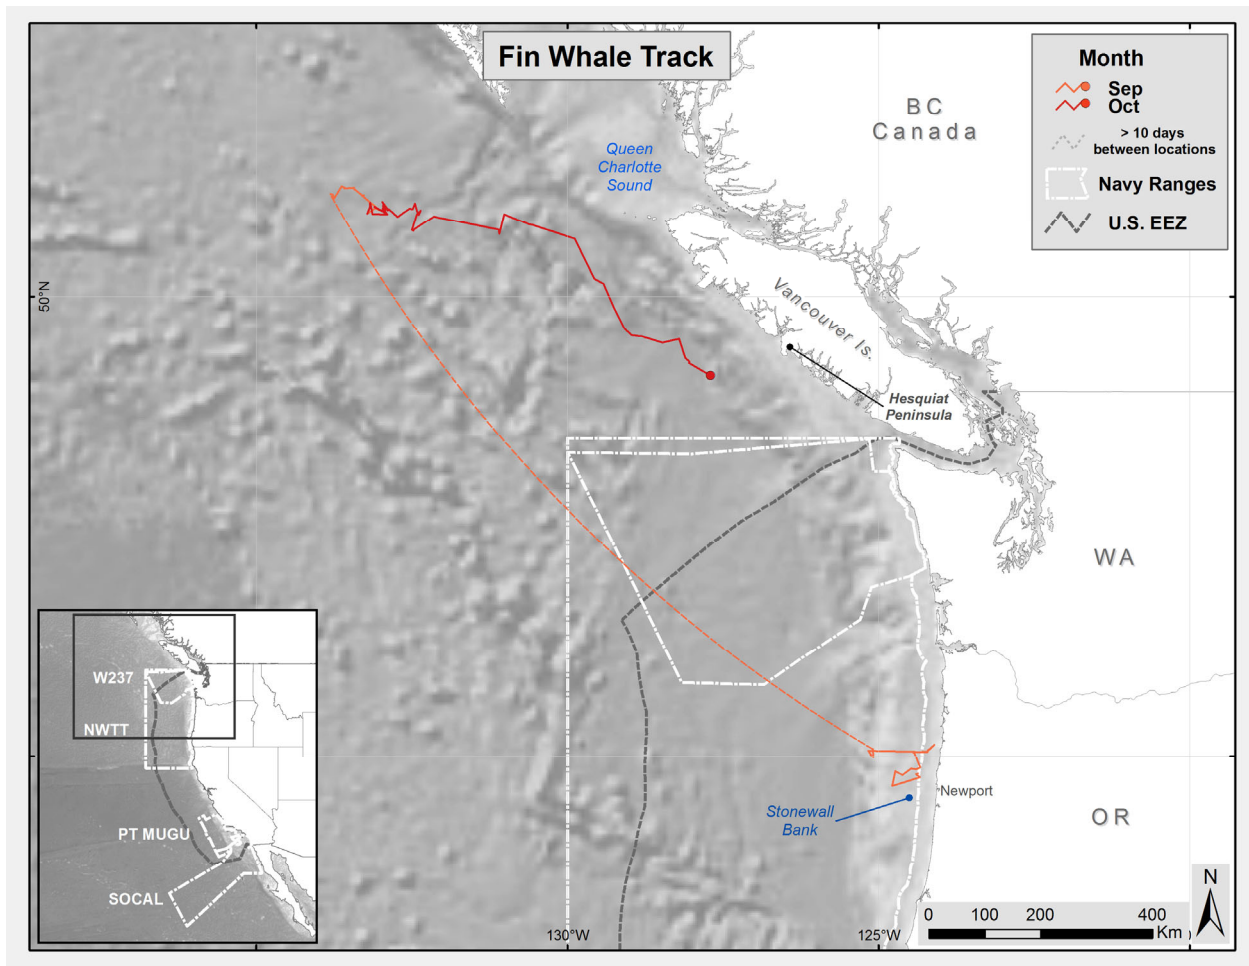 Fin Whale Track
Month
Sep
Oct
> 10 days
between locations
Navy Ranges
U.S. EEZ
BC
Canada
Queen
Charlotte
Sound
50°N
Vancouver Is.
Hesquiat
Peninsula
WA
Newport
Stonewall
Bank
OR
W237
NWTT
PT MUGU
SOCAL
130°W
125°W
N
0 100 200 400
Km